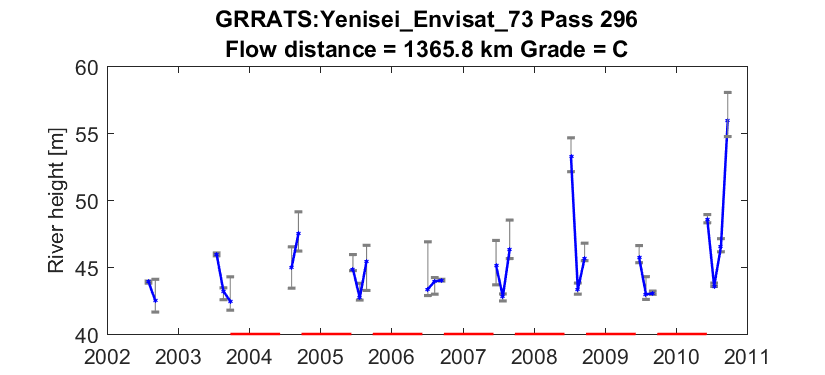 GRRATS:Yenisei_Envisat_73 Pass 296
Flow distance = 1365.8 km Grade = C
River height [m]
60
55
50
45
40
2002 2003 2004 2005 2006 2007 2008 2009 2010 2011